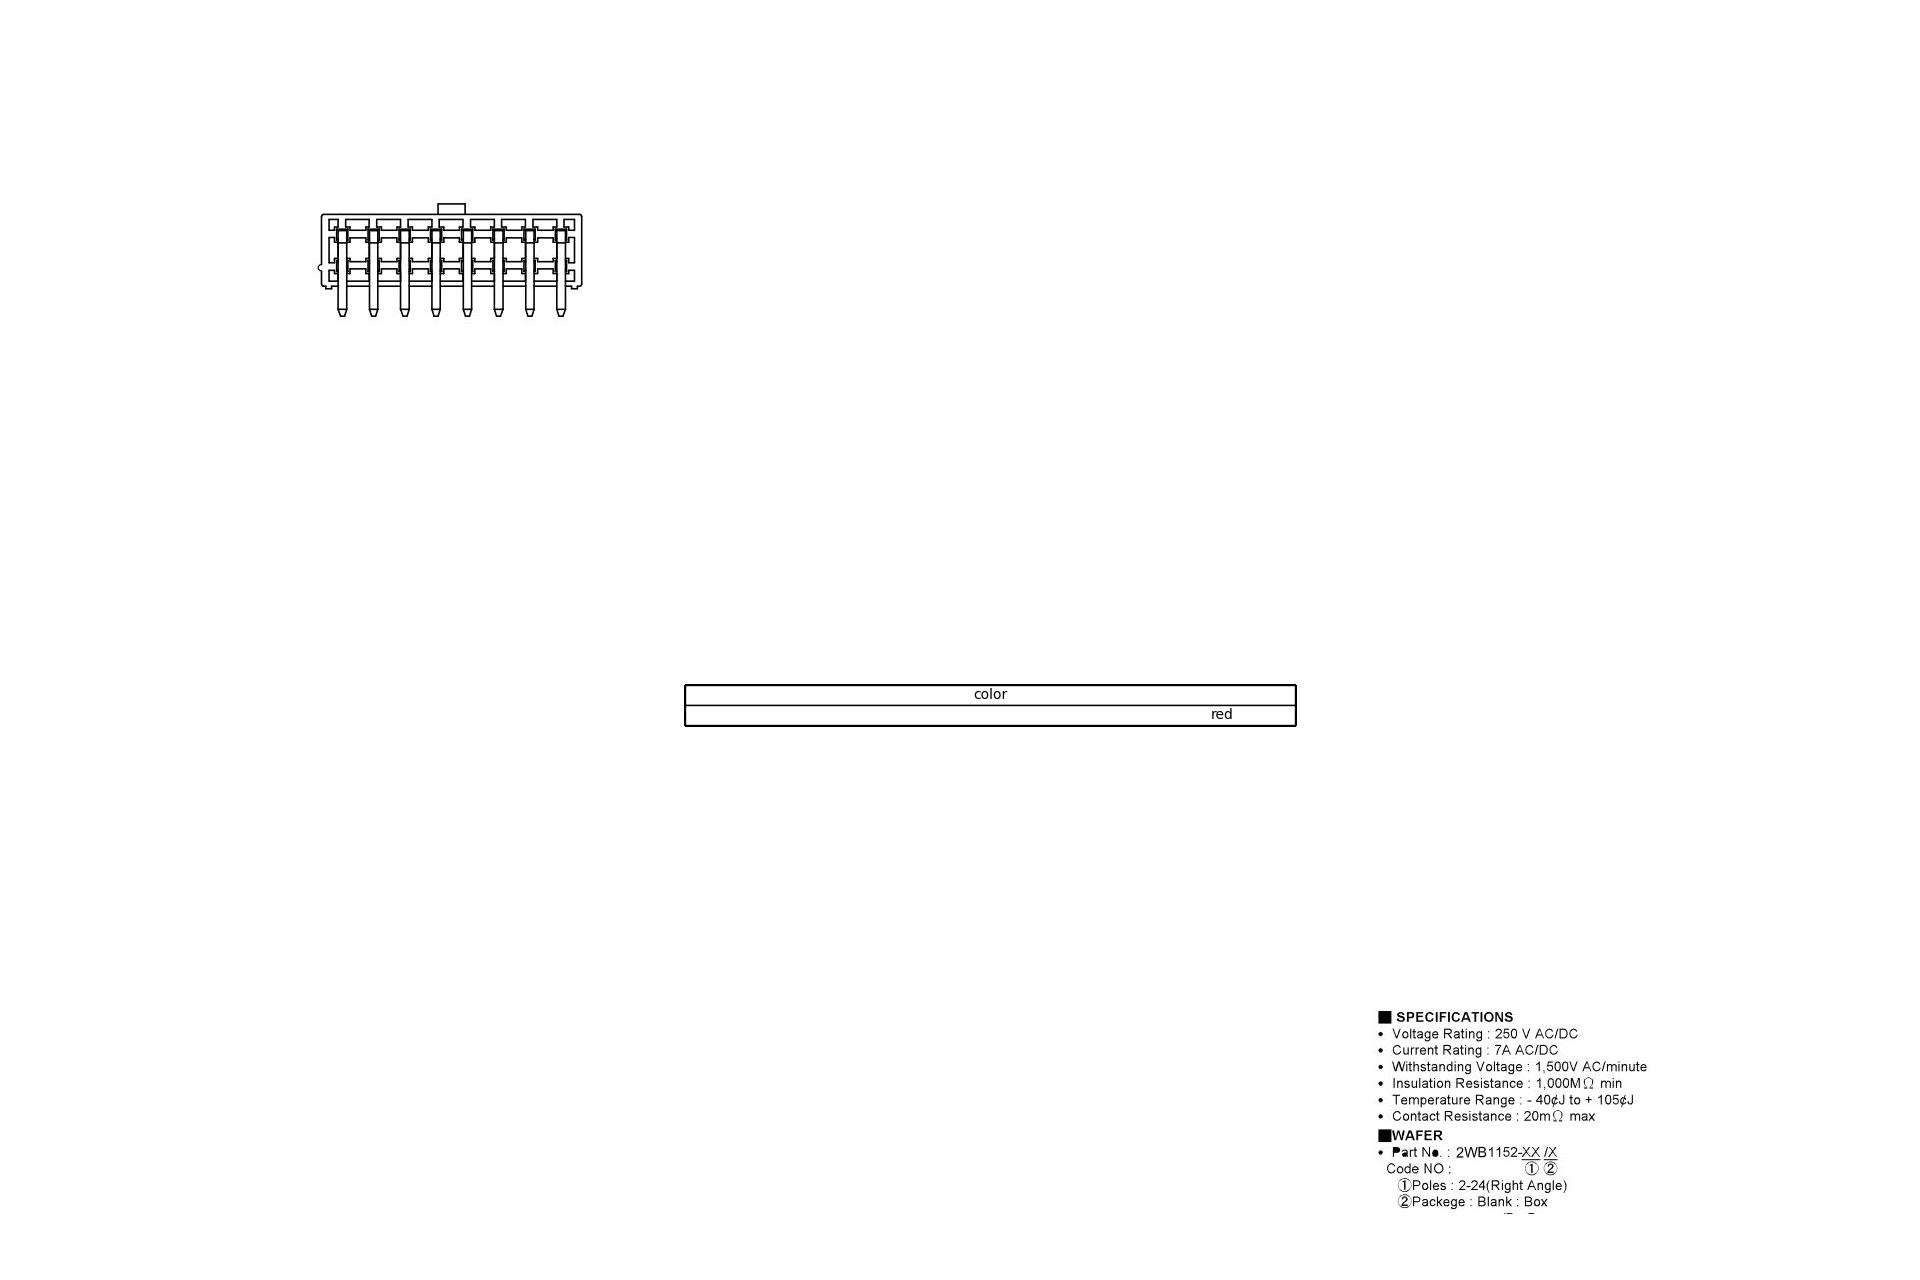 color
red
SPECIFICATIONS
• Voltage Rating : 250 V AC/DC
• Current Rating : 7A AC/DC
• Withstanding Voltage : 1,500V AC/minute
• Insulation Resistance : 1,000MΩ min
• Temperature Range : - 40¢J to + 105¢J
• Contact Resistance : 20mΩ max
WAFER
• Part No. : 2WB1152-XX /X
Code NO : ① ②
①Poles : 2-24(Right Angle)
②Packege : Blank : Box